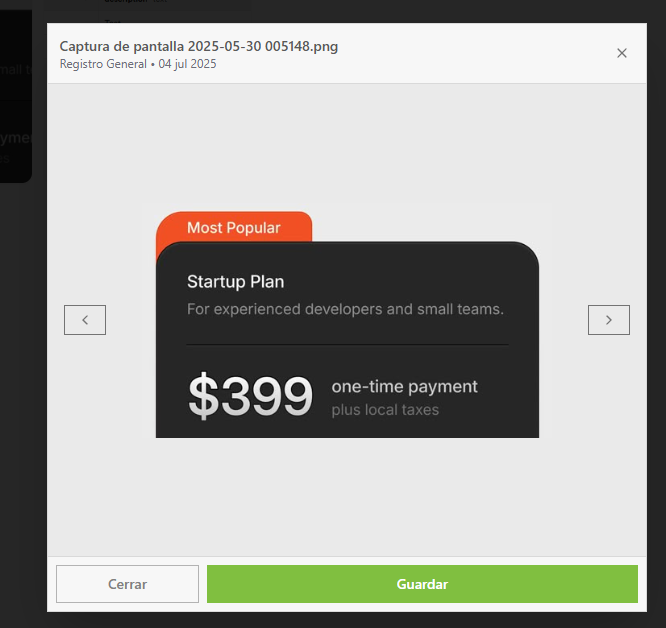 Captura de pantalla 2025-05-30 005148.png
Registro General • 04 jul 2025
Most Popular
Startup Plan
For experienced developers and small teams.
$399
one-time payment
plus local taxes
Cerrar
Guardar